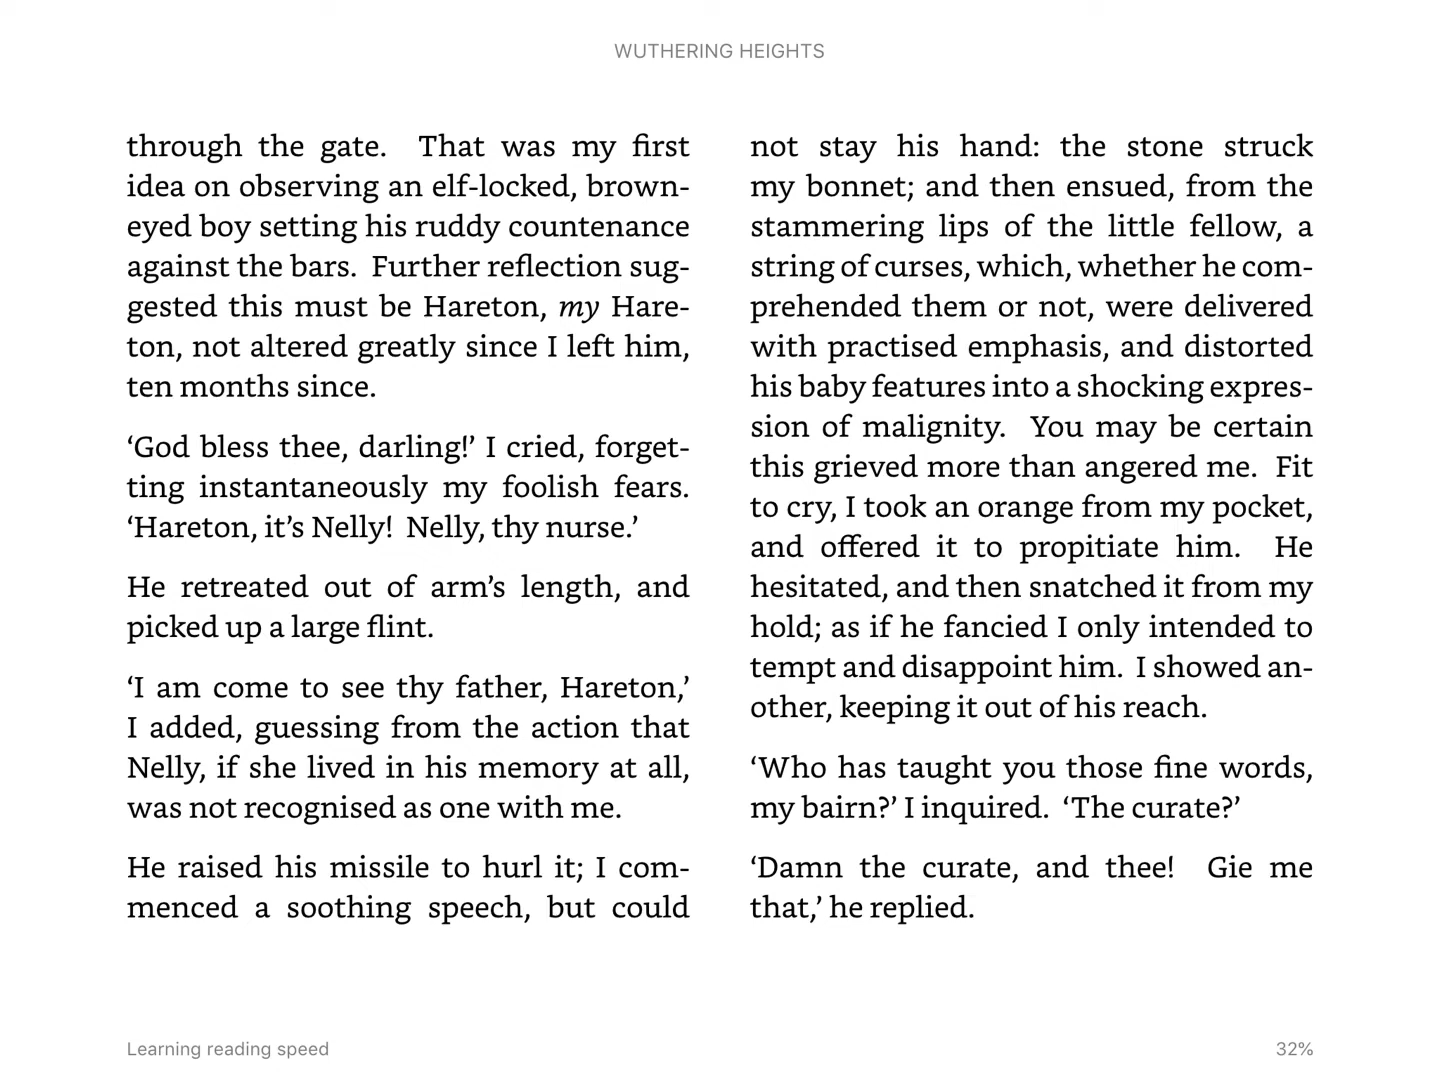 WUTHERING HEIGHTS
through the gate.  That was my first
idea on observing an elf-locked, brown-
eyed boy setting his ruddy countenance
against the bars.  Further reflection sug-
gested this must be Hareton, my Hare-
ton, not altered greatly since I left him,
ten months since.
‘God bless thee, darling!’ I cried, forget-
ting instantaneously my foolish fears.
‘Hareton, it’s Nelly!  Nelly, thy nurse.’
He retreated out of arm’s length, and
picked up a large flint.
‘I am come to see thy father, Hareton,’
I added, guessing from the action that
Nelly, if she lived in his memory at all,
was not recognised as one with me.
He raised his missile to hurl it; I com-
menced a soothing speech, but could
not stay his hand: the stone struck
my bonnet; and then ensued, from the
stammering lips of the little fellow, a
string of curses, which, whether he com-
prehended them or not, were delivered
with practised emphasis, and distorted
his baby features into a shocking expres-
sion of malignity.  You may be certain
this grieved more than angered me.  Fit
to cry, I took an orange from my pocket,
and offered it to propitiate him.  He
hesitated, and then snatched it from my
hold; as if he fancied I only intended to
tempt and disappoint him.  I showed an-
other, keeping it out of his reach.
‘Who has taught you those fine words,
my bairn?’ I inquired.  ‘The curate?’
‘Damn the curate, and thee!  Gie me
that,’ he replied.
Learning reading speed
32%